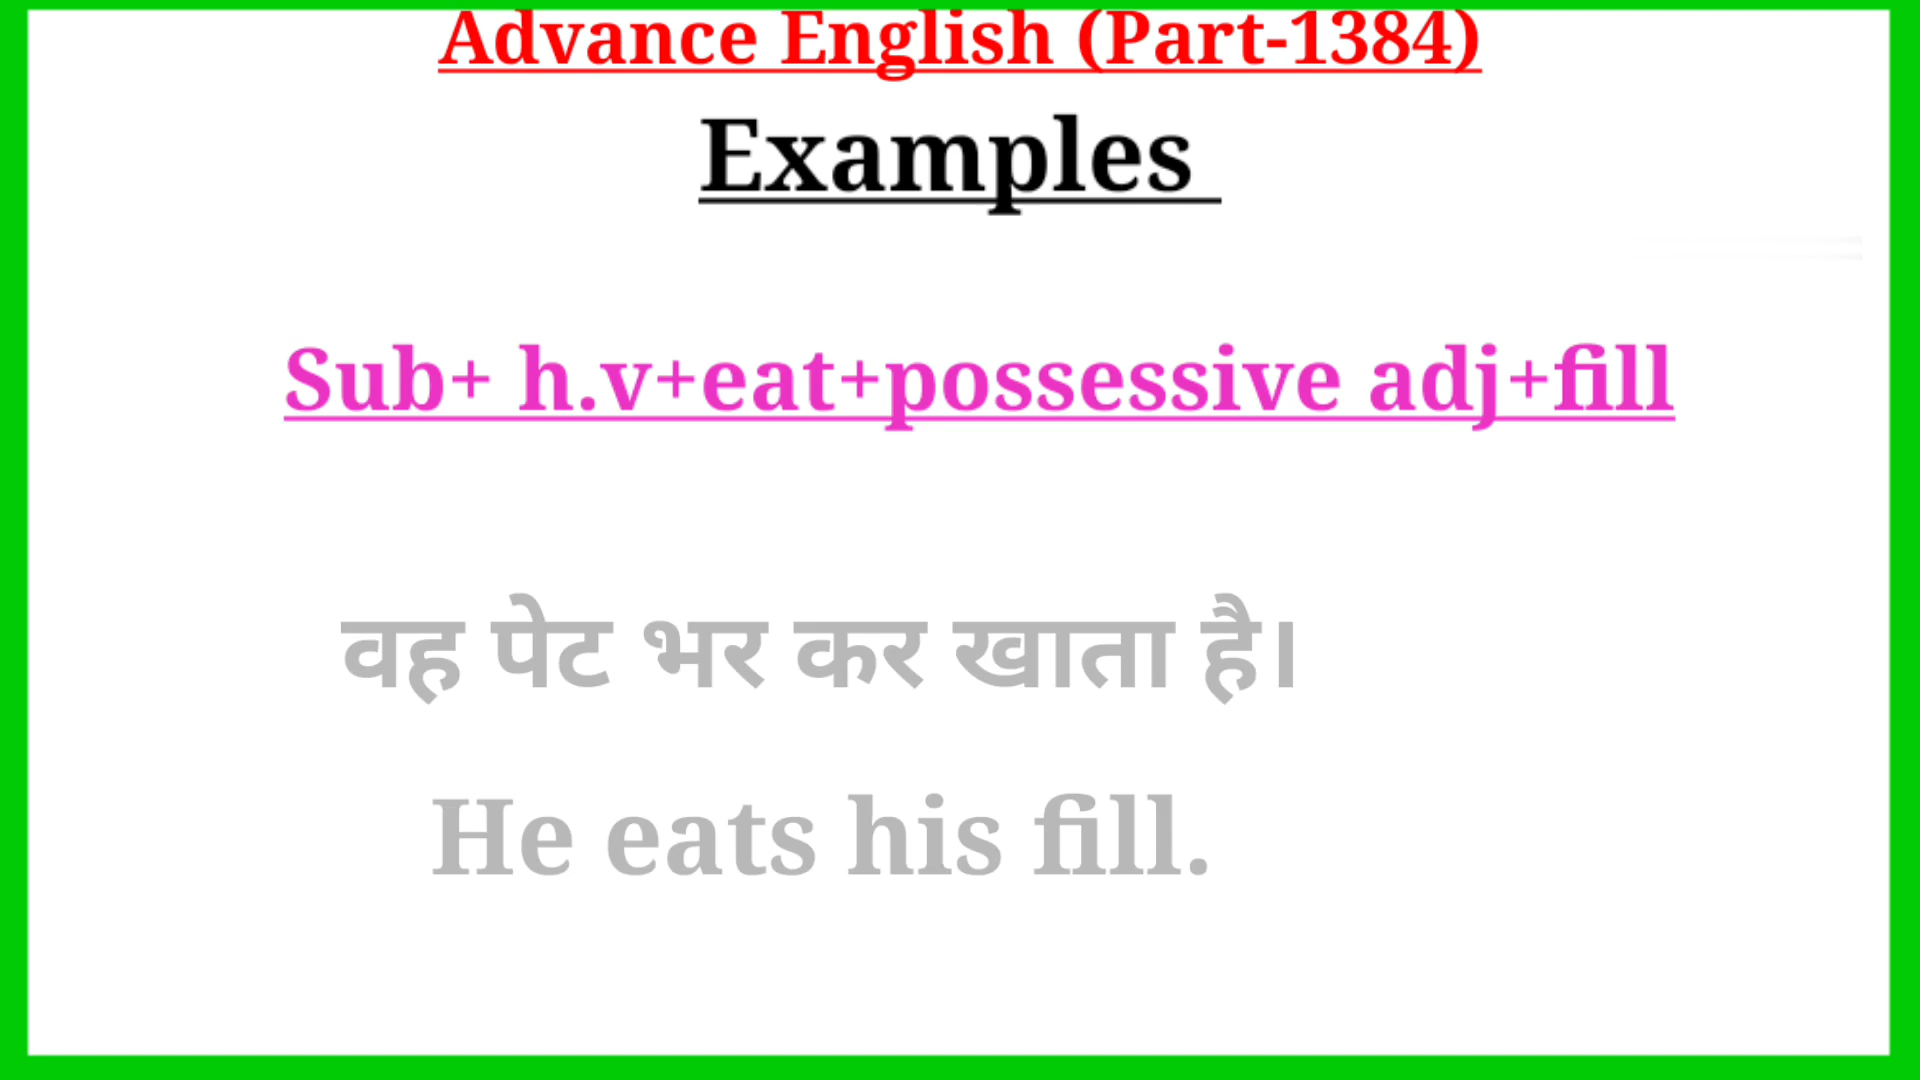 Advance English (Part-1384)
Examples
Sub+ h.v+eat+possessive adj+fill
वह पेट भर कर खाता है।
He eats his fill.